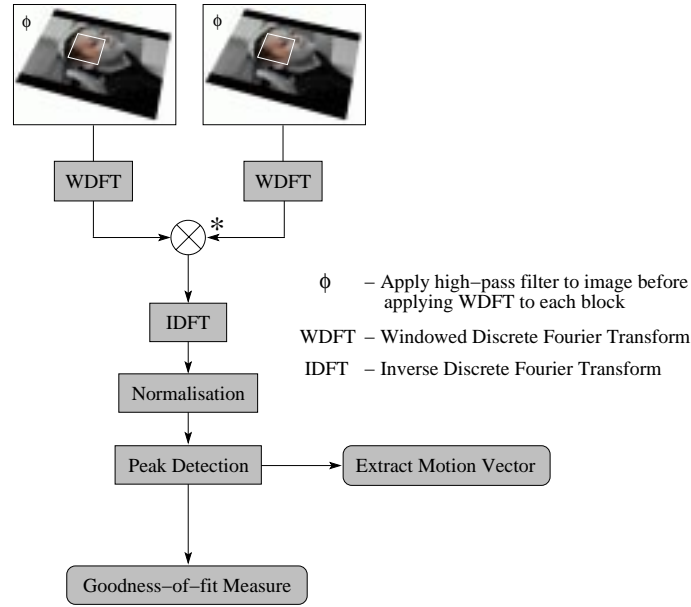 ϕ
ϕ
WDFT
WDFT
*
ϕ – Apply high–pass filter to image before
applying WDFT to each block
IDFT
WDFT – Windowed Discrete Fourier Transform
IDFT – Inverse Discrete Fourier Transform
Normalisation
Peak Detection
Extract Motion Vector
Goodness–of–fit Measure